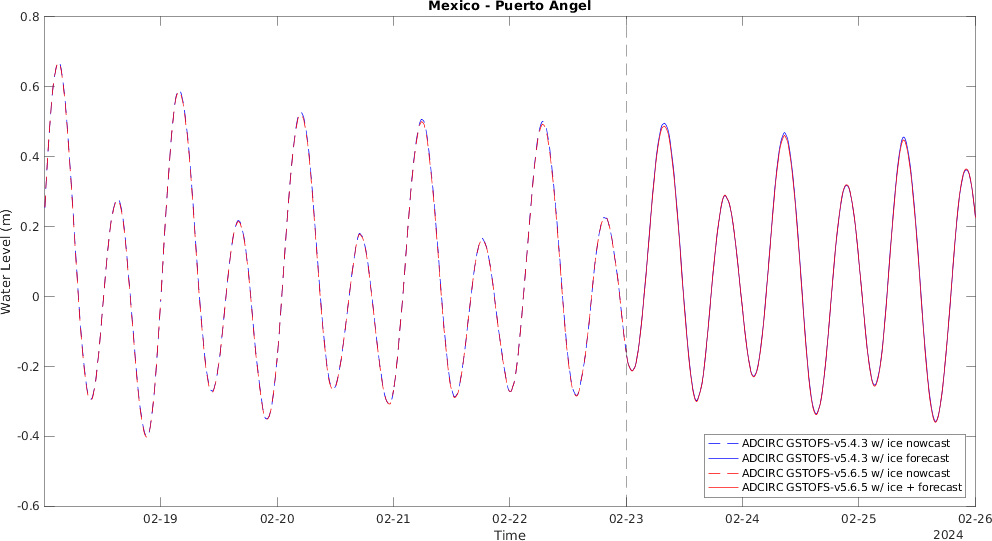 Mexico - Puerto Angel
Water Level (m)
0.8
0.6
0.4
0.2
0
-0.2
-0.4
-0.6
02-19
02-20
02-21
02-22
02-23
02-24
02-25
02-26
Time
2024
ADCIRC GSTOFS-v5.4.3 w/ ice nowcast
ADCIRC GSTOFS-v5.4.3 w/ ice forecast
ADCIRC GSTOFS-v5.6.5 w/ ice nowcast
ADCIRC GSTOFS-v5.6.5 w/ ice + forecast